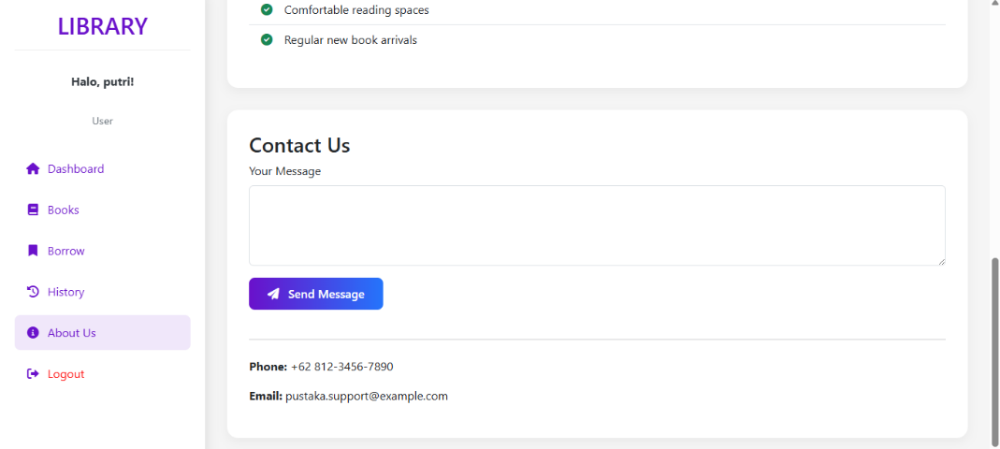 LIBRARY
Halo, putri!
User
Dashboard
Books
Borrow
History
About Us
Logout
Comfortable reading spaces
Regular new book arrivals
Contact Us
Your Message
Send Message
Phone: +62 812-3456-7890
Email: pustaka.support@example.com